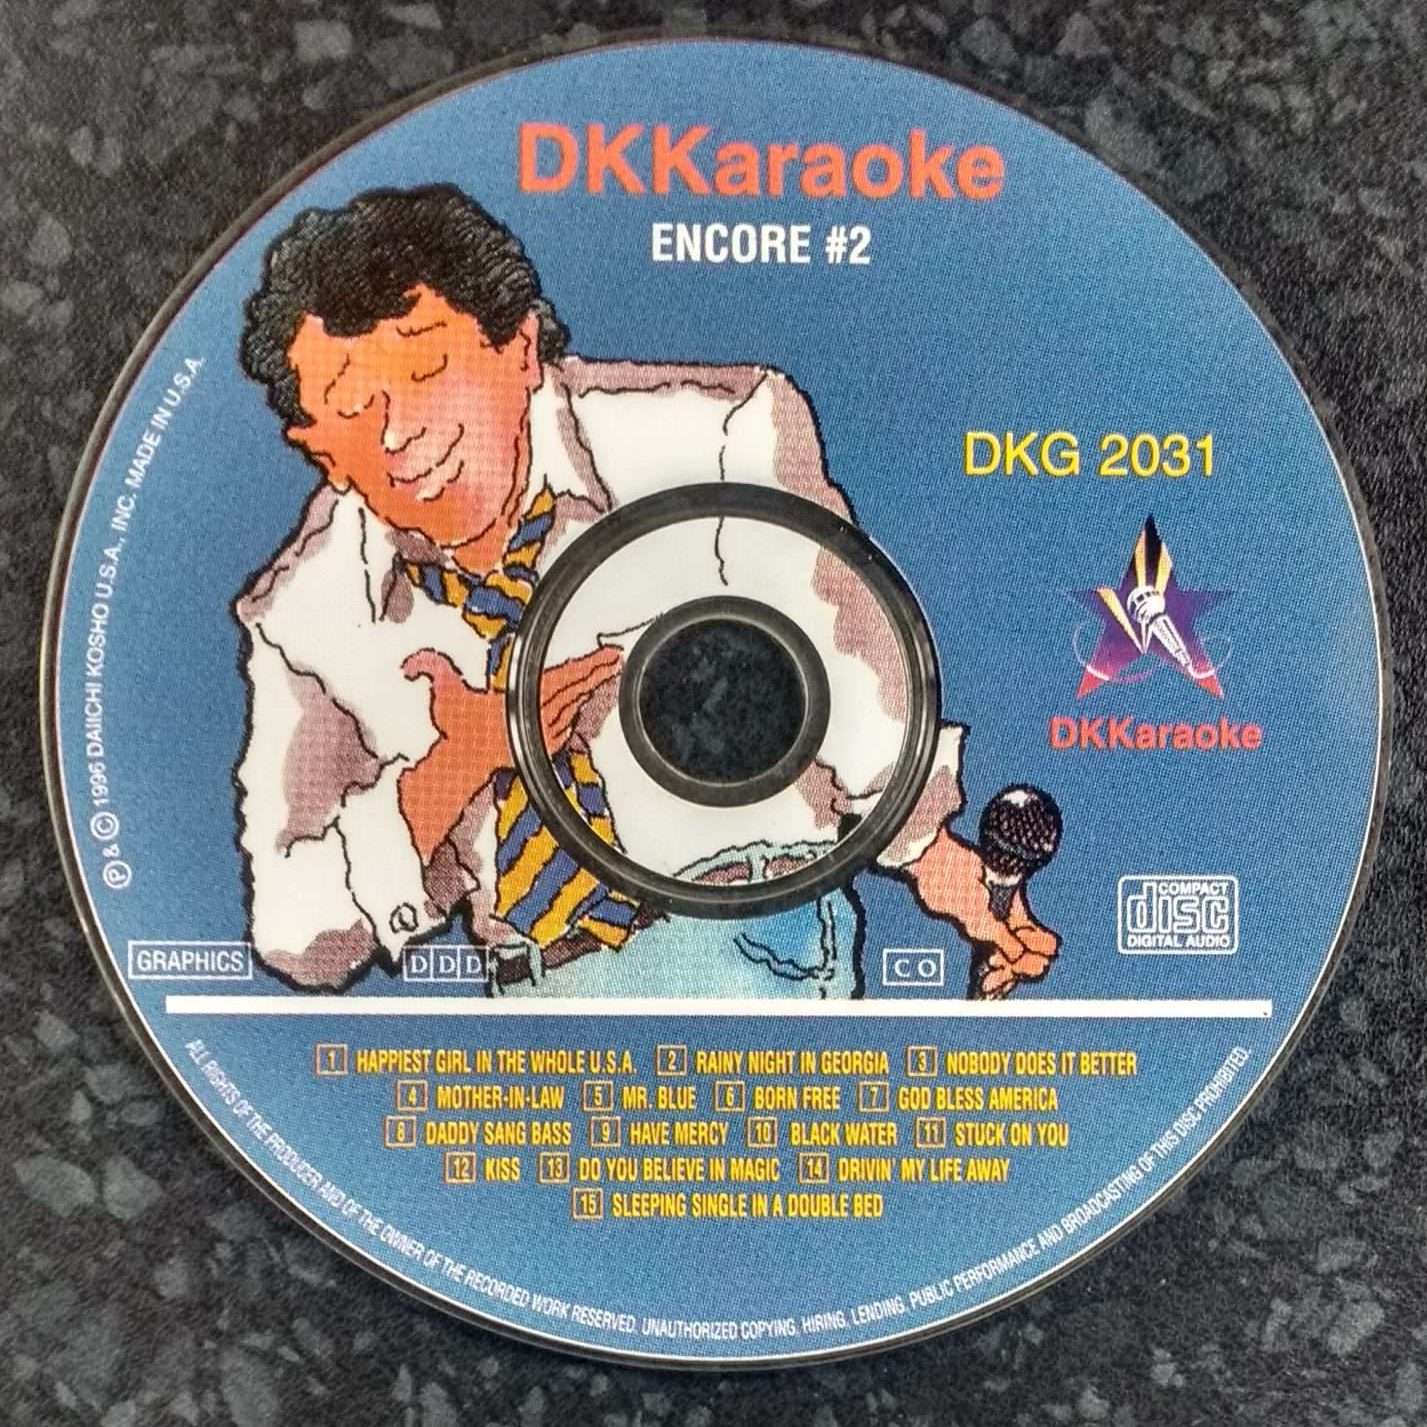 DKKaraoke
ENCORE #2
Ⓟ & © 1996 DAIICHI KOSHO U.S.A., INC. MADE IN U.S.A.
DKG 2031
DKKaraoke
COMPACT
disc
DIGITAL AUDIO
GRAPHICS
DDD
CO
1 HAPPIEST GIRL IN THE WHOLE U.S.A. 2 RAINY NIGHT IN GEORGIA 3 NOBODY DOES IT BETTER
4 MOTHER-IN-LAW 5 MR. BLUE 6 BORN FREE 7 GOD BLESS AMERICA
8 DADDY SANG BASS 9 HAVE MERCY 10 BLACK WATER 11 STUCK ON YOU
12 KISS 13 DO YOU BELIEVE IN MAGIC 14 DRIVIN' MY LIFE AWAY
15 SLEEPING SINGLE IN A DOUBLE BED
ALL RIGHTS OF THE PRODUCER AND OF THE OWNER OF THE RECORDED WORK RESERVED. UNAUTHORIZED COPYING, HIRING, LENDING, PUBLIC PERFORMANCE AND BROADCASTING OF THIS DISC PROHIBITED.